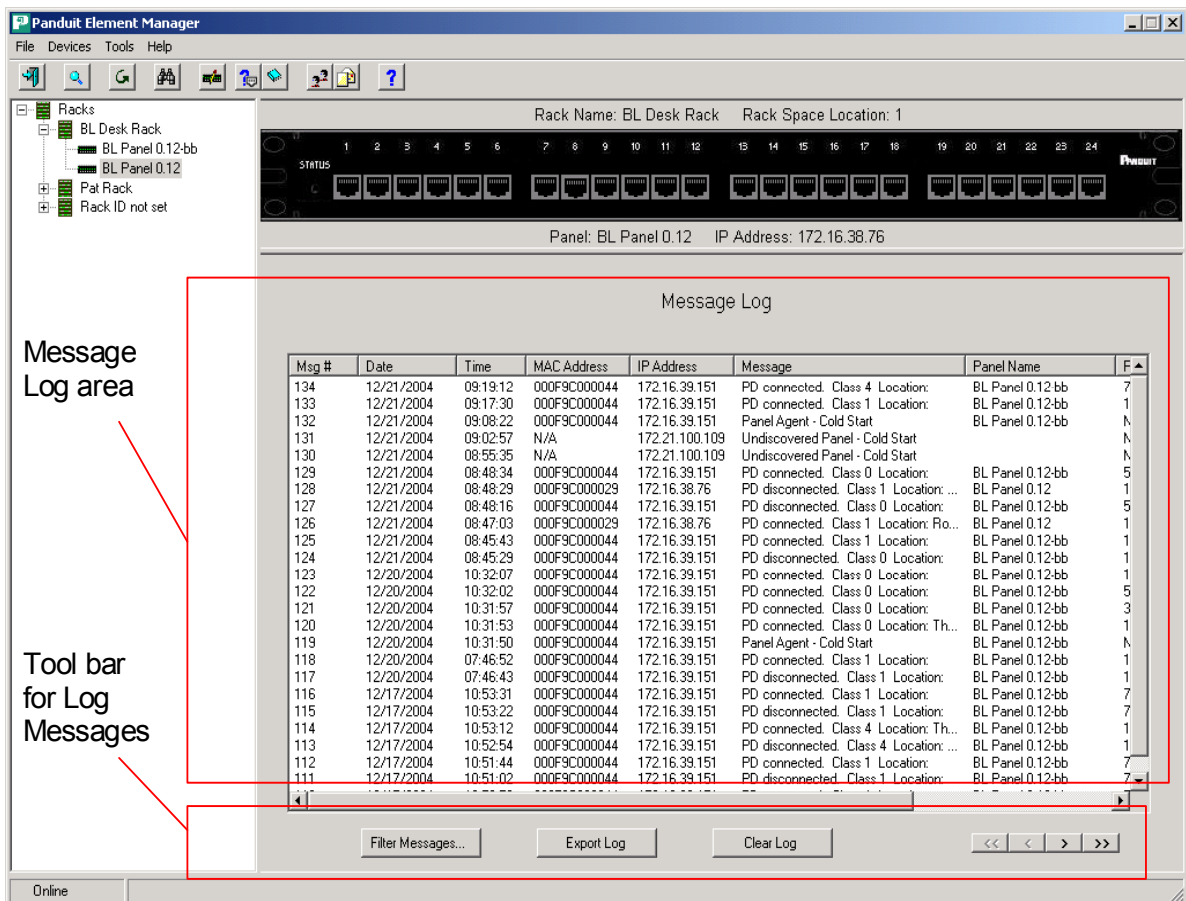 Panduit Element Manager
File Devices Tools Help
Racks
BL Desk Rack
BL Panel 0.12-bb
BL Panel 0.12
Pat Rack
Rack ID not set
Rack Name: BL Desk Rack Rack Space Location: 1
1 2 3 4 5 6 7 8 9 10 11 12 13 14 15 16 17 18 19 20 21 22 23 24
STATUS
PANDUIT
Panel: BL Panel 0.12 IP Address: 172.16.38.76
Message Log
Message
Log area
Tool bar
for Log
Messages
Msg # Date Time MAC Address IP Address Message Panel Name
134 12/21/2004 09:19:12 000F9C000044 172.16.39.151 PD connected. Class 4 Location: BL Panel 0.12-bb 7
133 12/21/2004 09:17:30 000F9C000044 172.16.39.151 PD connected. Class 1 Location: BL Panel 0.12-bb 1
132 12/21/2004 09:08:22 000F9C000044 172.16.39.151 Panel Agent - Cold Start BL Panel 0.12-bb
131 12/21/2004 09:02:57 N/A 172.21.100.109 Undiscovered Panel - Cold Start
130 12/21/2004 08:55:35 N/A 172.21.100.109 Undiscovered Panel - Cold Start
129 12/21/2004 08:48:34 000F9C000044 172.16.39.151 PD connected. Class 0 Location: BL Panel 0.12-bb 5
128 12/21/2004 08:48:29 000F9C000029 172.16.38.76 PD disconnected. Class 1 Location: ... BL Panel 0.12 1
127 12/21/2004 08:48:16 000F9C000044 172.16.39.151 PD disconnected. Class 0 Location: BL Panel 0.12-bb 5
126 12/21/2004 08:47:03 000F9C000029 172.16.38.76 PD connected. Class 1 Location: Ro... BL Panel 0.12 1
125 12/21/2004 08:45:43 000F9C000044 172.16.39.151 PD connected. Class 1 Location: BL Panel 0.12-bb 1
124 12/21/2004 08:45:29 000F9C000044 172.16.39.151 PD disconnected. Class 0 Location: BL Panel 0.12-bb 1
123 12/20/2004 10:32:07 000F9C000044 172.16.39.151 PD connected. Class 0 Location: BL Panel 0.12-bb 1
122 12/20/2004 10:32:02 000F9C000044 172.16.39.151 PD connected. Class 0 Location: BL Panel 0.12-bb 5
121 12/20/2004 10:31:57 000F9C000044 172.16.39.151 PD connected. Class 0 Location: BL Panel 0.12-bb 3
120 12/20/2004 10:31:53 000F9C000044 172.16.39.151 PD connected. Class 0 Location: Th... BL Panel 0.12-bb 1
119 12/20/2004 10:31:50 000F9C000044 172.16.39.151 Panel Agent - Cold Start BL Panel 0.12-bb
118 12/20/2004 07:46:52 000F9C000044 172.16.39.151 PD connected. Class 1 Location: BL Panel 0.12-bb 1
117 12/20/2004 07:46:43 000F9C000044 172.16.39.151 PD disconnected. Class 1 Location: BL Panel 0.12-bb 1
116 12/17/2004 10:53:31 000F9C000044 172.16.39.151 PD connected. Class 1 Location: BL Panel 0.12-bb 7
115 12/17/2004 10:53:22 000F9C000044 172.16.39.151 PD disconnected. Class 1 Location: BL Panel 0.12-bb 7
114 12/17/2004 10:53:12 000F9C000044 172.16.39.151 PD connected. Class 4 Location: Th... BL Panel 0.12-bb 1
113 12/17/2004 10:52:54 000F9C000044 172.16.39.151 PD disconnected. Class 4 Location: ... BL Panel 0.12-bb 1
112 12/17/2004 10:51:44 000F9C000044 172.16.39.151 PD connected. Class 1 Location: BL Panel 0.12-bb 7
111 12/17/2004 10:51:02 000F9C000044 172.16.39.151 PD disconnected. Class 1 Location: BL Panel 0.12-bb 7
Filter Messages... Export Log Clear Log << < > >>
Online